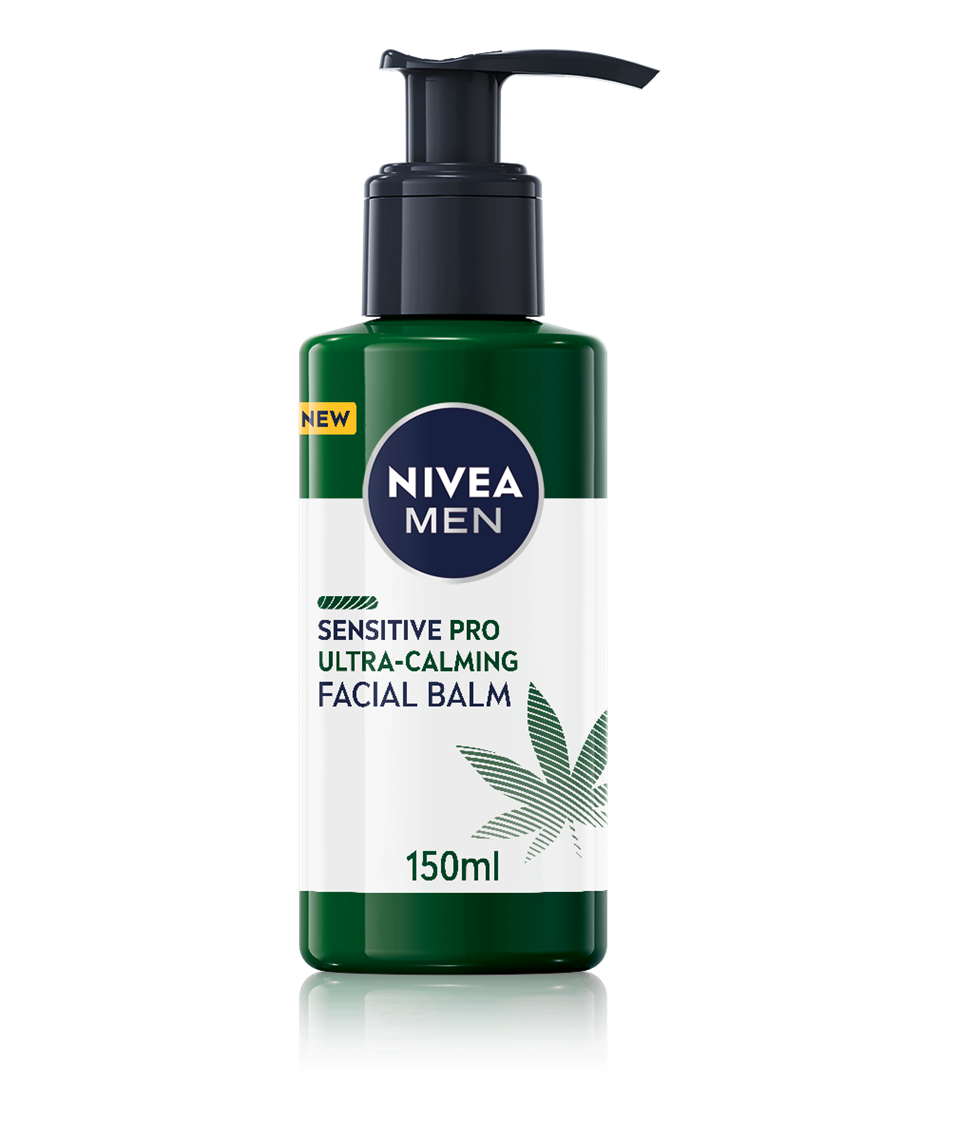 NEW
NIVEA
MEN
SENSITIVE PRO
ULTRA-CALMING
FACIAL BALM
150ml